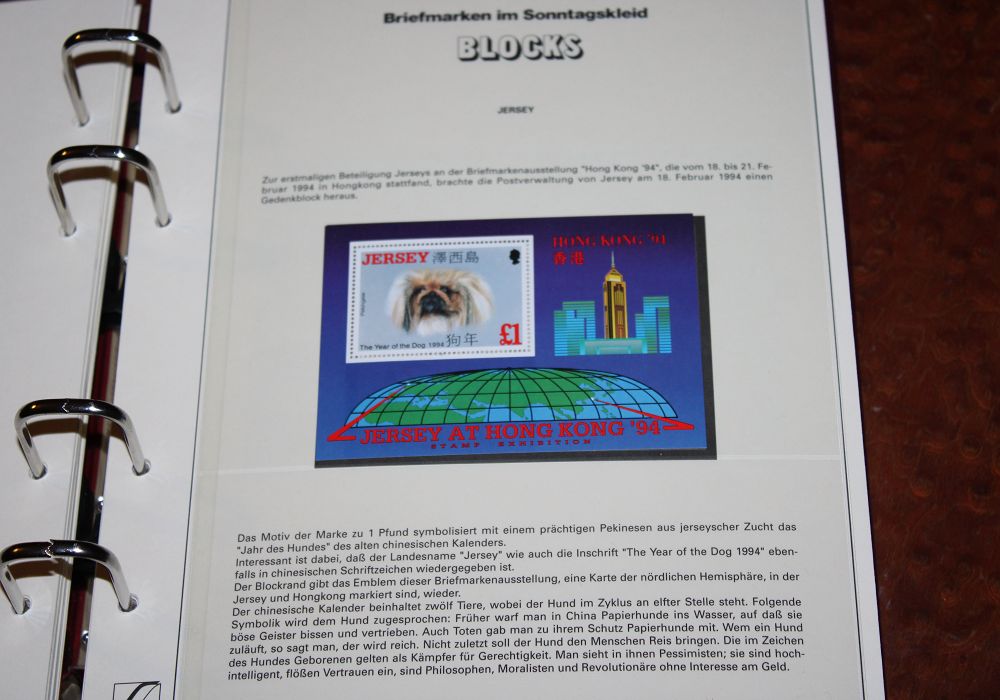 Briefmarken im Sonntagskleid
BLOCKS
JERSEY
Zur erstmaligen Beteiligung Jerseys an der Briefmarkenausstellung "Hong Kong '94", die vom 18. bis 21. Fe-
bruar 1994 in Hongkong stattfand, brachte die Postverwaltung von Jersey am 18. Februar 1994 einen
Gedenkblock heraus.
JERSEY 澤西島
Pekingese
£1
The Year of the Dog 1994 狗年
HONG KONG '94
香港
JERSEY AT HONG KONG '94
STAMP EXHIBITION
Das Motiv der Marke zu 1 Pfund symbolisiert mit einem prächtigen Pekinesen aus jerseyscher Zucht das
"Jahr des Hundes" des alten chinesischen Kalenders.
Interessant ist dabei, daß der Landesname "Jersey" wie auch die Inschrift "The Year of the Dog 1994" eben-
falls in chinesischen Schriftzeichen wiedergegeben ist.
Der Blockrand gibt das Emblem dieser Briefmarkenausstellung, eine Karte der nördlichen Hemisphäre, in der
Jersey und Hongkong markiert sind, wieder.
Der chinesische Kalender beinhaltet zwölf Tiere, wobei der Hund im Zyklus an elfter Stelle steht. Folgende
Symbolik wird dem Hund zugesprochen: Früher warf man in China Papierhunde ins Wasser, auf daß sie
böse Geister bissen und vertrieben. Auch Toten gab man zu ihrem Schutz Papierhunde mit. Wem ein Hund
zuläuft, so sagt man, der wird reich. Nicht zuletzt soll der Hund den Menschen Reis bringen. Die im Zeichen
des Hundes Geborenen gelten als Kämpfer für Gerechtigkeit. Man sieht in ihnen Pessimisten; sie sind hoch-
intelligent, flößen Vertrauen ein, sind Philosophen, Moralisten und Revolutionäre ohne Interesse am Geld.